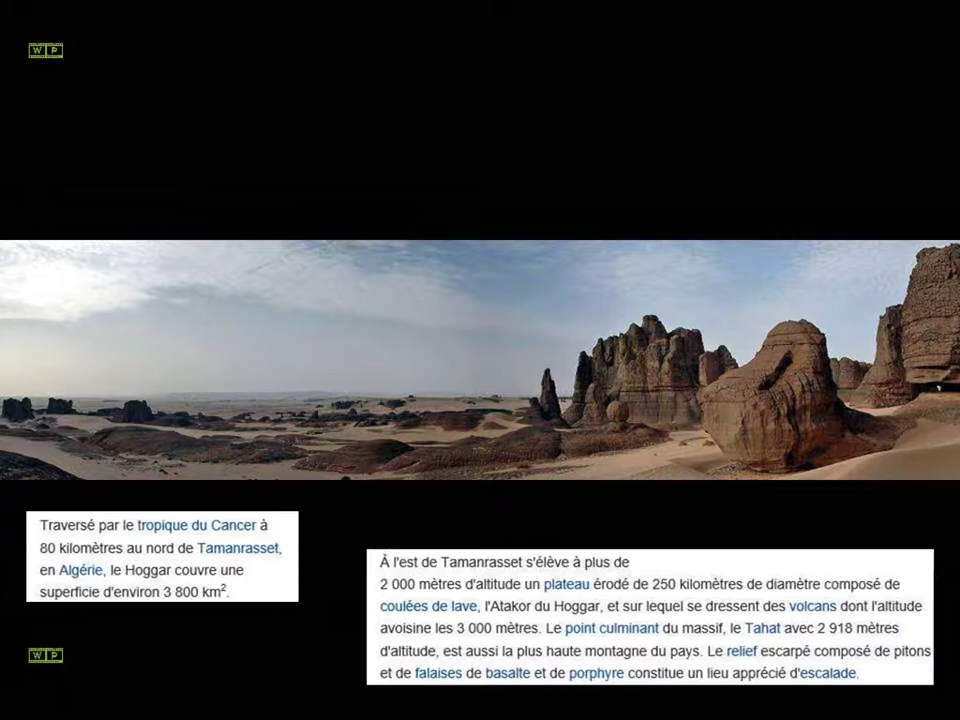 W P
Traversé par le tropique du Cancer à
80 kilomètres au nord de Tamanrasset,
en Algérie, le Hoggar couvre une
superficie d'environ 3 800 km².
À l'est de Tamanrasset s'élève à plus de
2 000 mètres d'altitude un plateau érodé de 250 kilomètres de diamètre composé de
coulées de lave, l'Atakor du Hoggar, et sur lequel se dressent des volcans dont l'altitude
avoisine les 3 000 mètres. Le point culminant du massif, le Tahat avec 2 918 mètres
d'altitude, est aussi la plus haute montagne du pays. Le relief escarpé composé de pitons
et de falaises de basalte et de porphyre constitue un lieu apprécié d'escalade.
W P